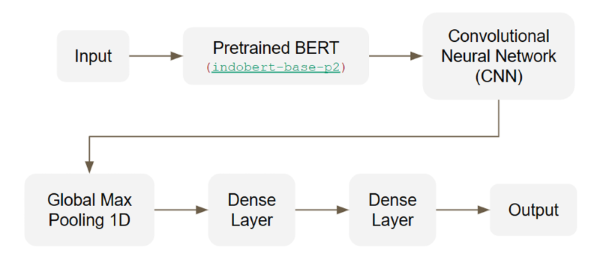 Input
Pretrained BERT
(indobert-base-p2)
Convolutional
Neural Network
(CNN)
Global Max
Pooling 1D
Dense
Layer
Dense
Layer
Output